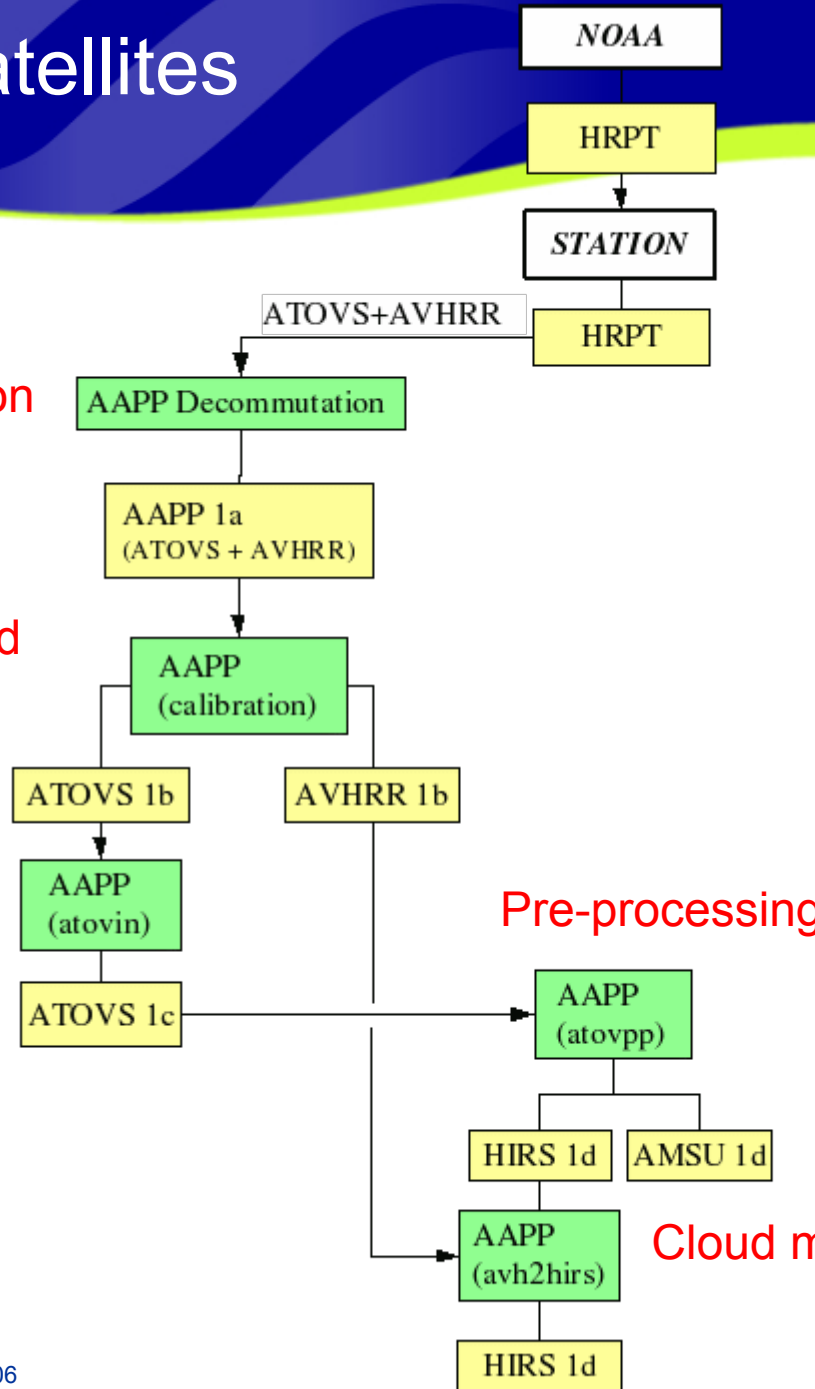 atellites
NOAA
HRPT
STATION
ATOVS+AVHRR
HRPT
on
AAPP Decommutation
AAPP 1a
(ATOVS + AVHRR)
d
AAPP
(calibration)
ATOVS 1b
AVHRR 1b
AAPP
(atovin)
Pre-processing
ATOVS 1c
AAPP
(atovpp)
HIRS 1d
AMSU 1d
AAPP
(avh2hirs)
Cloud m
HIRS 1d
06